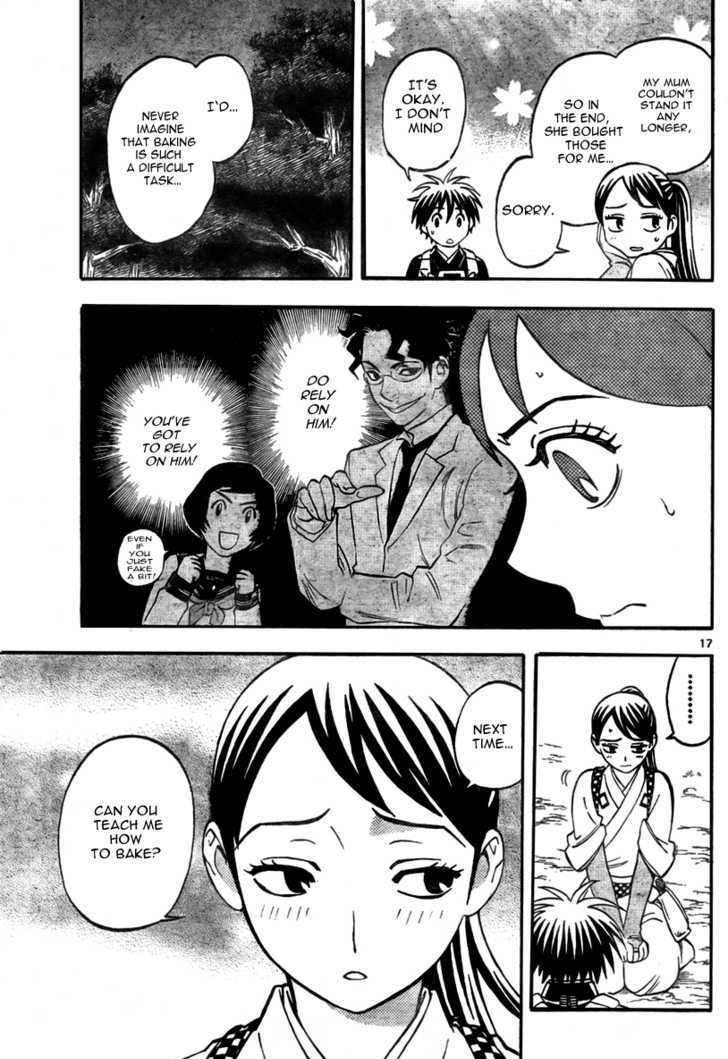 MY MUM
COULDN'T
STAND IT
ANY
LONGER,
SO IN
THE END,
SHE BOUGHT
THOSE
FOR ME...
SORRY.
IT'S
OKAY.
I DON'T
MIND
I'D...
NEVER
IMAGINE
THAT BAKING
IS SUCH
A DIFFICULT
TASK...
DO
RELY
ON
HIM!
YOU'VE
GOT
TO RELY
ON HIM!
EVEN
IF
YOU
JUST
FAKE
A BIT!
17
.........
NEXT
TIME...
CAN YOU
TEACH ME
HOW
TO BAKE?